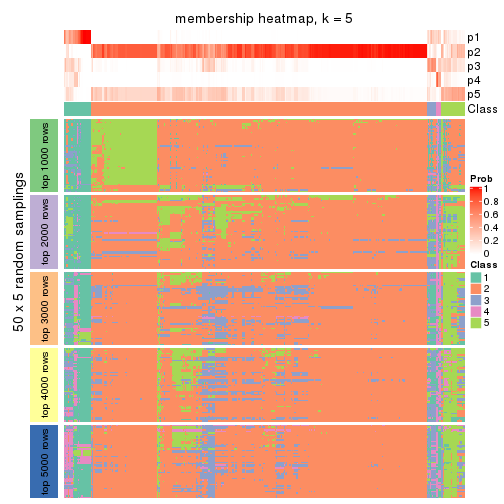 membership heatmap, k = 5
p1
p2
p3
p4
p5
Class
50 x 5 random samplings
top 1000 rows
top 2000 rows
top 3000 rows
top 4000 rows
top 5000 rows
Prob
1
0.8
0.6
0.4
0.2
0
Class
1
2
3
4
5